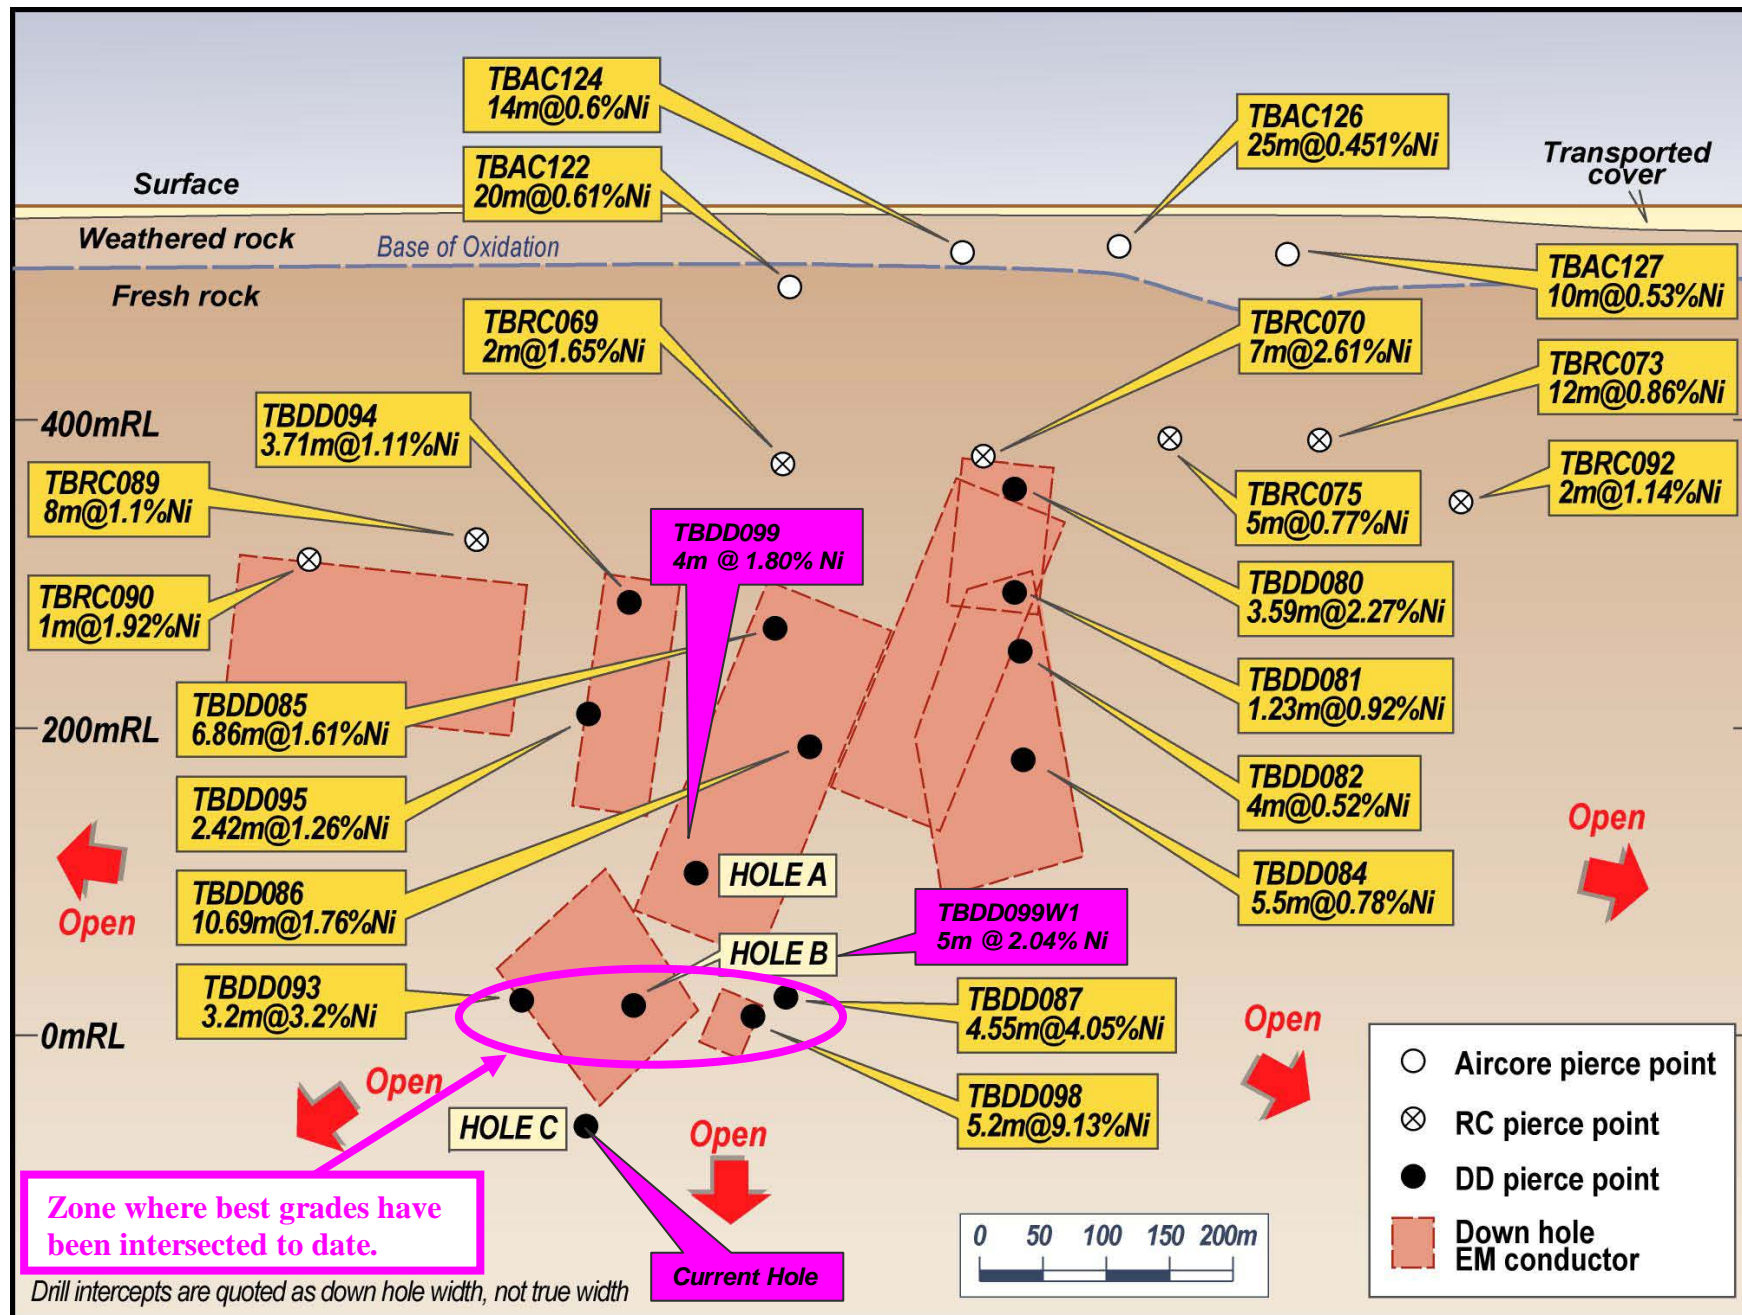 TBAC124
14m@0.6%Ni
TBAC126
25m@0.451%Ni
Transported
cover
TBAC122
20m@0.61%Ni
Surface
Weathered rock
Base of Oxidation
Fresh rock
TBAC127
10m@0.53%Ni
TBRC069
2m@1.65%Ni
TBRC070
7m@2.61%Ni
TBRC073
12m@0.86%Ni
400mRL
TBDD094
3.71m@1.11%Ni
TBRC089
8m@1.1%Ni
TBRC092
2m@1.14%Ni
TBRC075
5m@0.77%Ni
TBDD099
4m @ 1.80% Ni
TBRC090
1m@1.92%Ni
TBDD080
3.59m@2.27%Ni
TBDD085
6.86m@1.61%Ni
TBDD081
1.23m@0.92%Ni
200mRL
TBDD095
2.42m@1.26%Ni
TBDD082
4m@0.52%Ni
Open
HOLE A
TBDD084
5.5m@0.78%Ni
TBDD086
10.69m@1.76%Ni
Open
TBDD099W1
5m @ 2.04% Ni
HOLE B
TBDD093
3.2m@3.2%Ni
TBDD087
4.55m@4.05%Ni
Open
0mRL
Open
TBDD098
5.2m@9.13%Ni
HOLE C
Open
Aircore pierce point
RC pierce point
DD pierce point
Down hole
EM conductor
Zone where best grades have
been intersected to date.
0 50 100 150 200m
Current Hole
Drill intercepts are quoted as down hole width, not true width